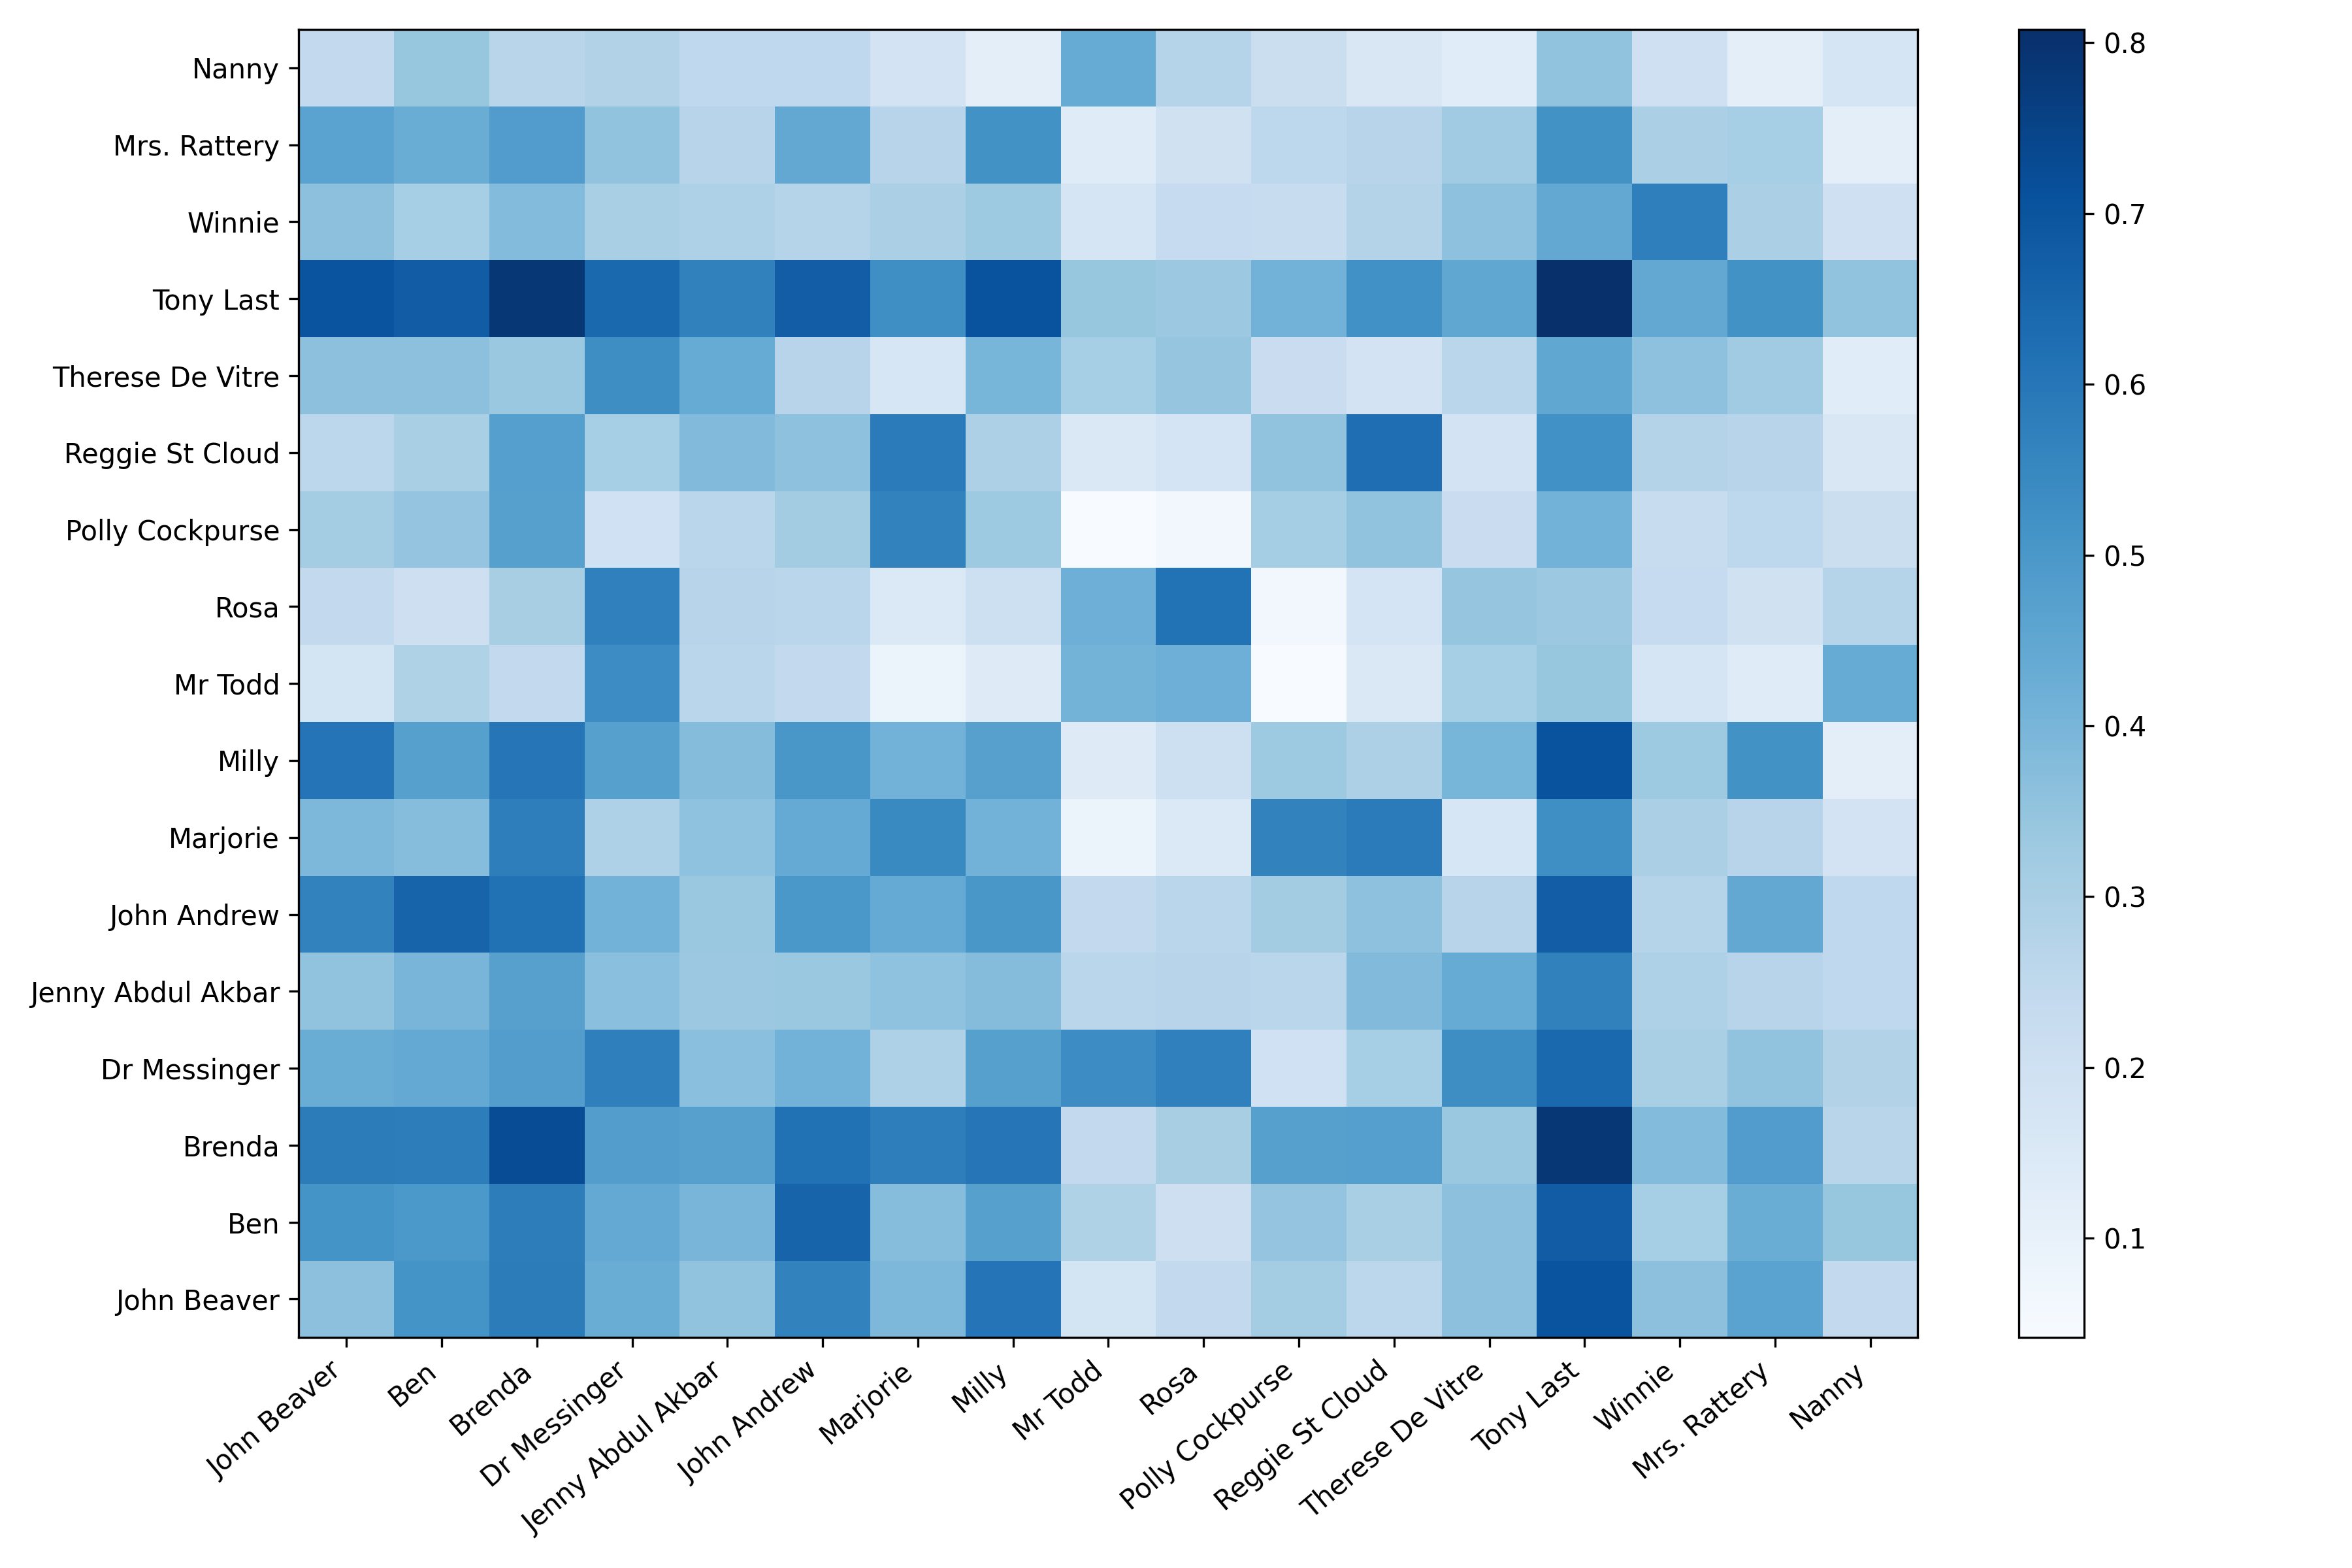 Nanny
Mrs. Rattery
Winnie
Tony Last
Therese De Vitre
Reggie St Cloud
Polly Cockpurse
Rosa
Mr Todd
Milly
Marjorie
John Andrew
Jenny Abdul Akbar
Dr Messinger
Brenda
Ben
John Beaver
John Beaver
Ben
Brenda
Dr Messinger
Jenny Abdul Akbar
John Andrew
Marjorie
Milly
Mr Todd
Rosa
Polly Cockpurse
Reggie St Cloud
Therese De Vitre
Tony Last
Winnie
Mrs. Rattery
Nanny
0.8
0.7
0.6
0.5
0.4
0.3
0.2
0.1